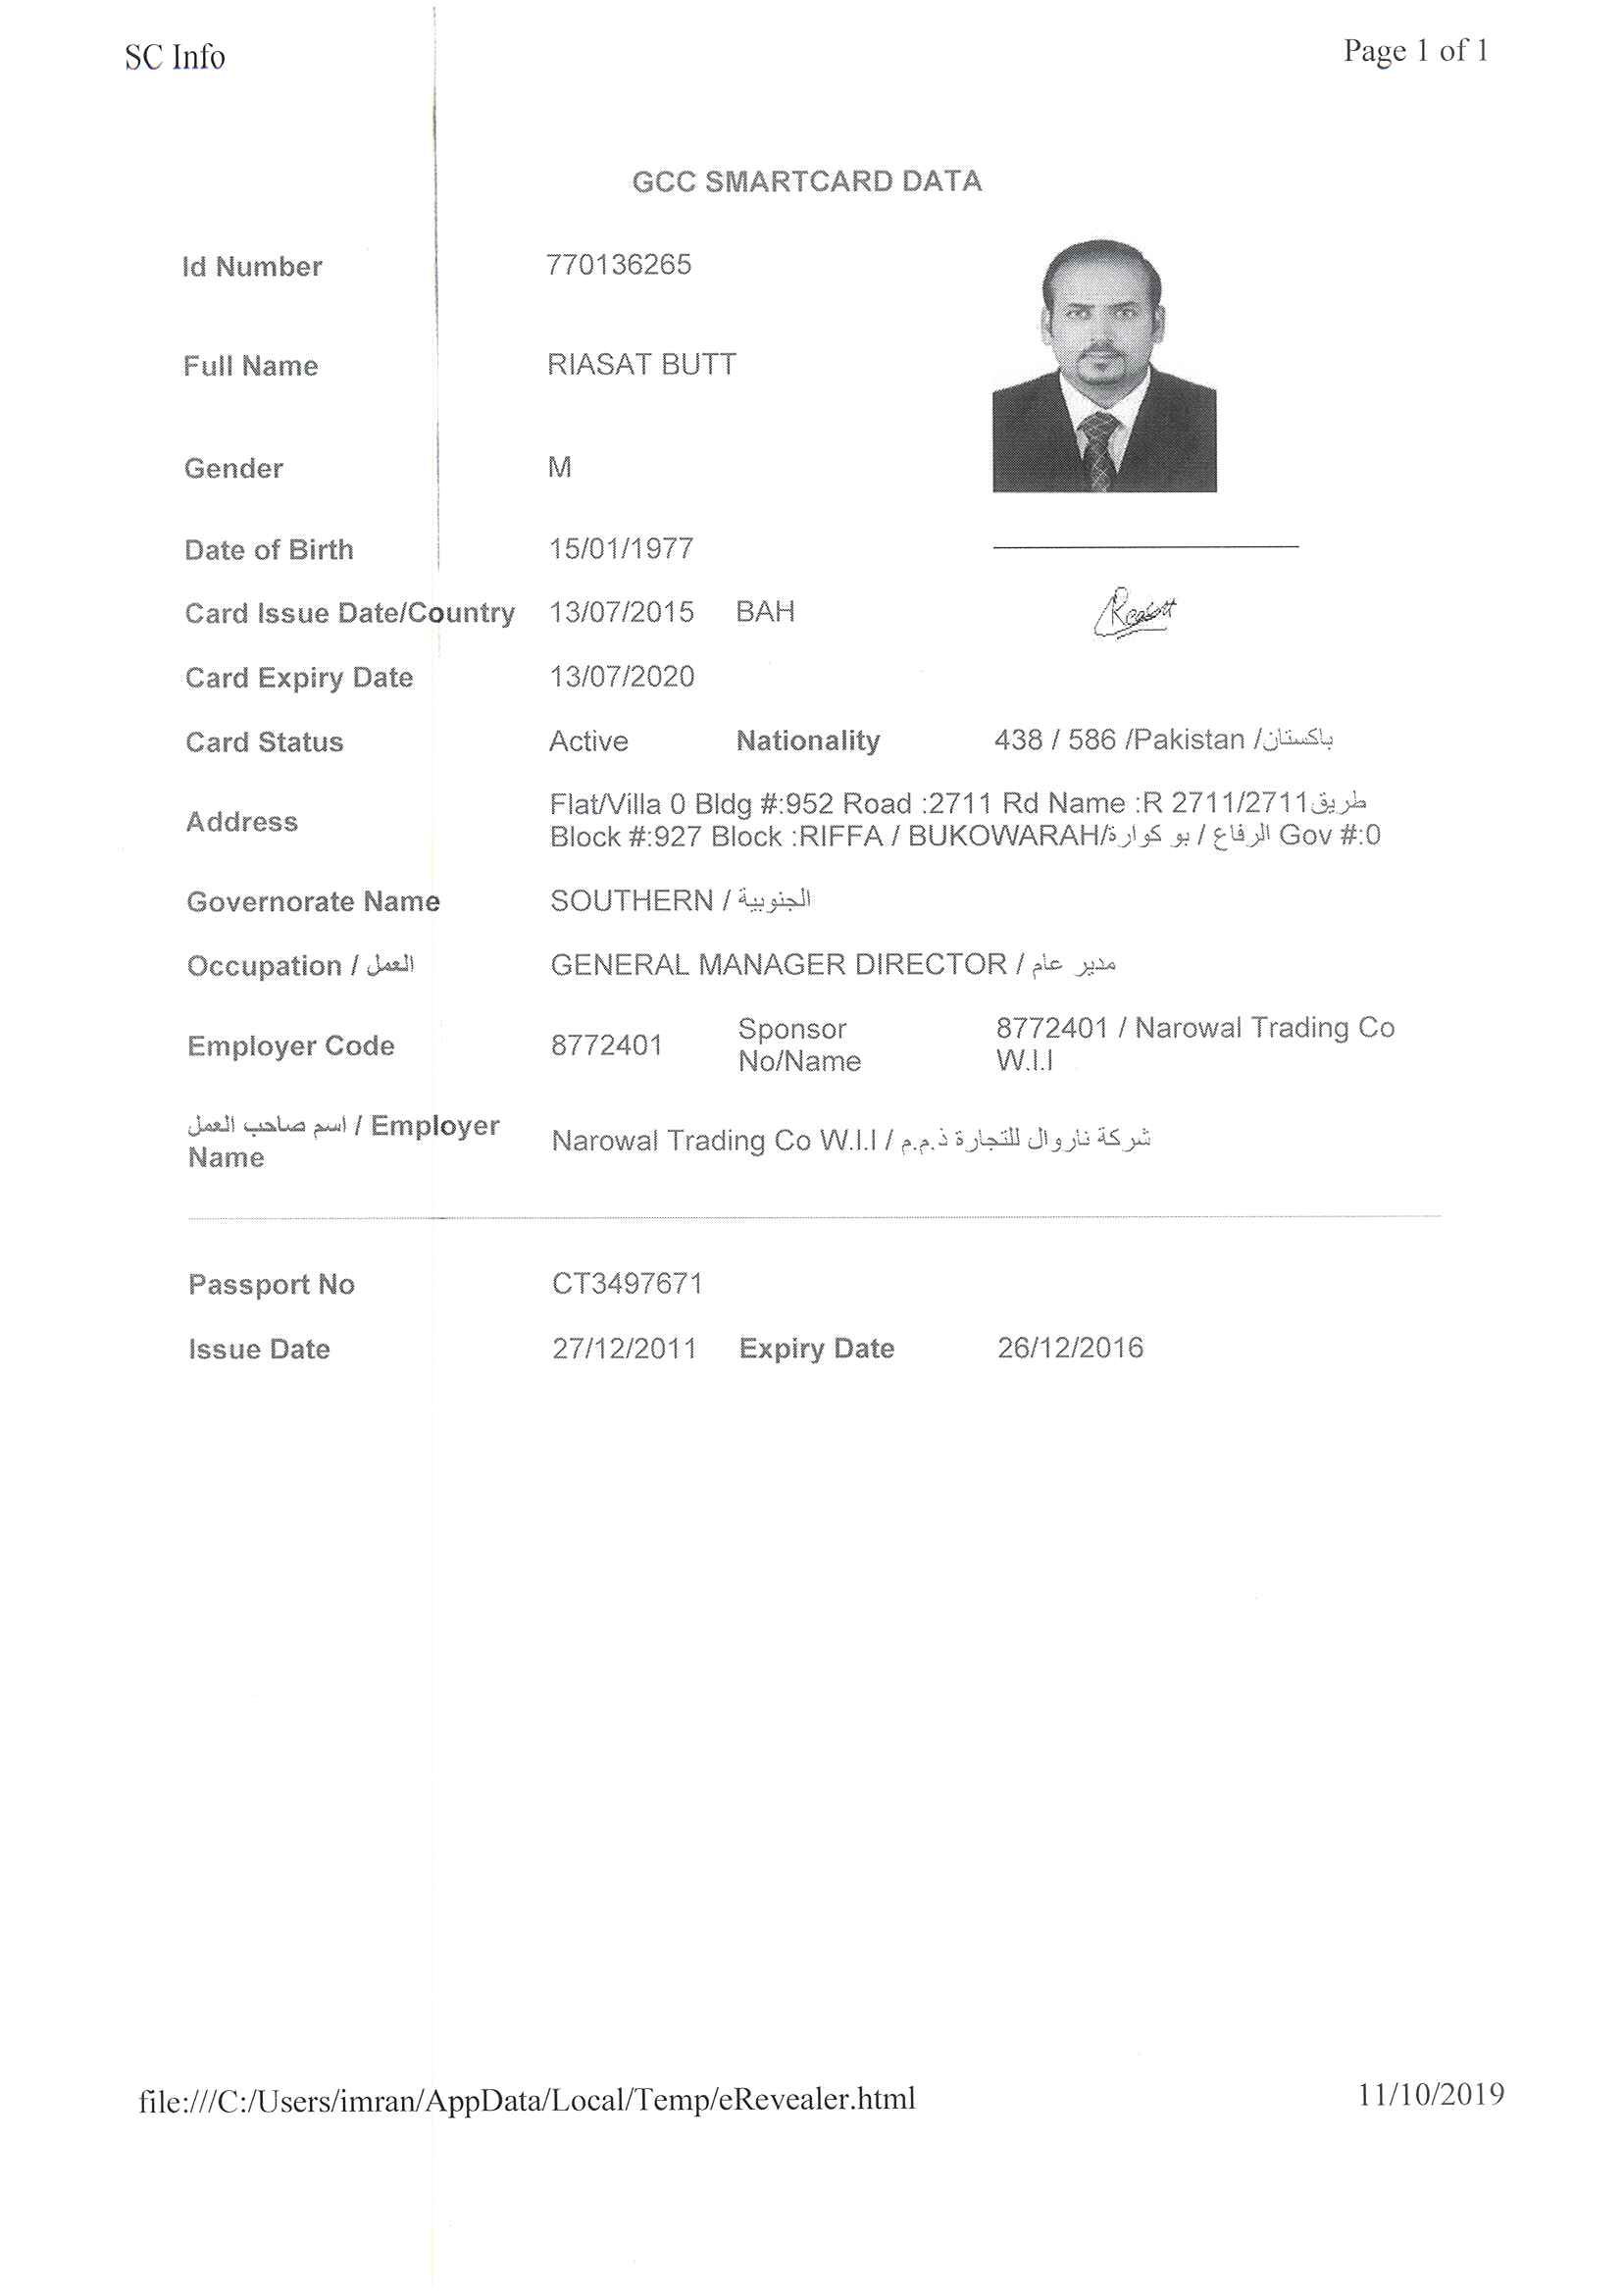 SC Info Page 1 of 1
GCC SMARTCARD DATA
Id Number 770136265
Full Name RIASAT BUTT
Gender M
Date of Birth 15/01/1977
Card Issue Date/Country 13/07/2015 BAH
Card Expiry Date 13/07/2020
Card Status Active Nationality 438 / 586 /Pakistan /باكستان
Address Flat/Villa 0 Bldg #:952 Road :2711 Rd Name :R 2711/2711طريق
Block #:927 Block :RIFFA / BUKOWARAH/الرفاع / بو كوارة Gov #:0
Governorate Name SOUTHERN / الجنوبية
Occupation / العمل GENERAL MANAGER DIRECTOR / مدير عام
Employer Code 8772401 Sponsor No/Name 8772401 / Narowal Trading Co
W.I.I
اسم صاحب العمل / Employer Name Narowal Trading Co W.I.I / شركة ناروال للتجارة ذ.م.م
Passport No CT3497671
Issue Date 27/12/2011 Expiry Date 26/12/2016
file:///C:/Users/imran/AppData/Local/Temp/eRevealer.html 11/10/2019